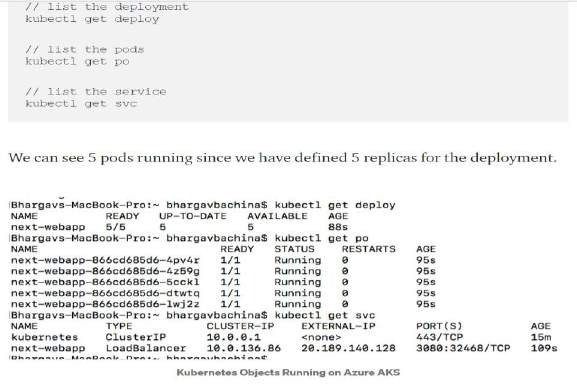 // list the deployment
kubectl get deploy
// list the pods
kubectl get po
// list the service
kubectl get svc
We can see 5 pods running since we have defined 5 replicas for the deployment.
Bhargavs-MacBook-Pro:~ bhargavbachina$ kubectl get deploy
NAME READY UP-TO-DATE AVAILABLE AGE
next-webapp 5/5 5 5 88s
Bhargavs-MacBook-Pro:~ bhargavbachina$ kubectl get po
NAME READY STATUS RESTARTS AGE
next-webapp-866cd685d6-4pv4r 1/1 Running 0 95s
next-webapp-866cd685d6-4z59g 1/1 Running 0 95s
next-webapp-866cd685d6-5cckl 1/1 Running 0 95s
next-webapp-866cd685d6-dtwtq 1/1 Running 0 95s
next-webapp-866cd685d6-lwj2z 1/1 Running 0 95s
Bhargavs-MacBook-Pro:~ bhargavbachina$ kubectl get svc
NAME TYPE CLUSTER-IP EXTERNAL-IP PORT(S) AGE
kubernetes ClusterIP 10.0.0.1 <none> 443/TCP 15m
next-webapp LoadBalancer 10.0.136.86 20.189.140.128 3080:32468/TCP 109s
Kubernetes Objects Running on Azure AKS